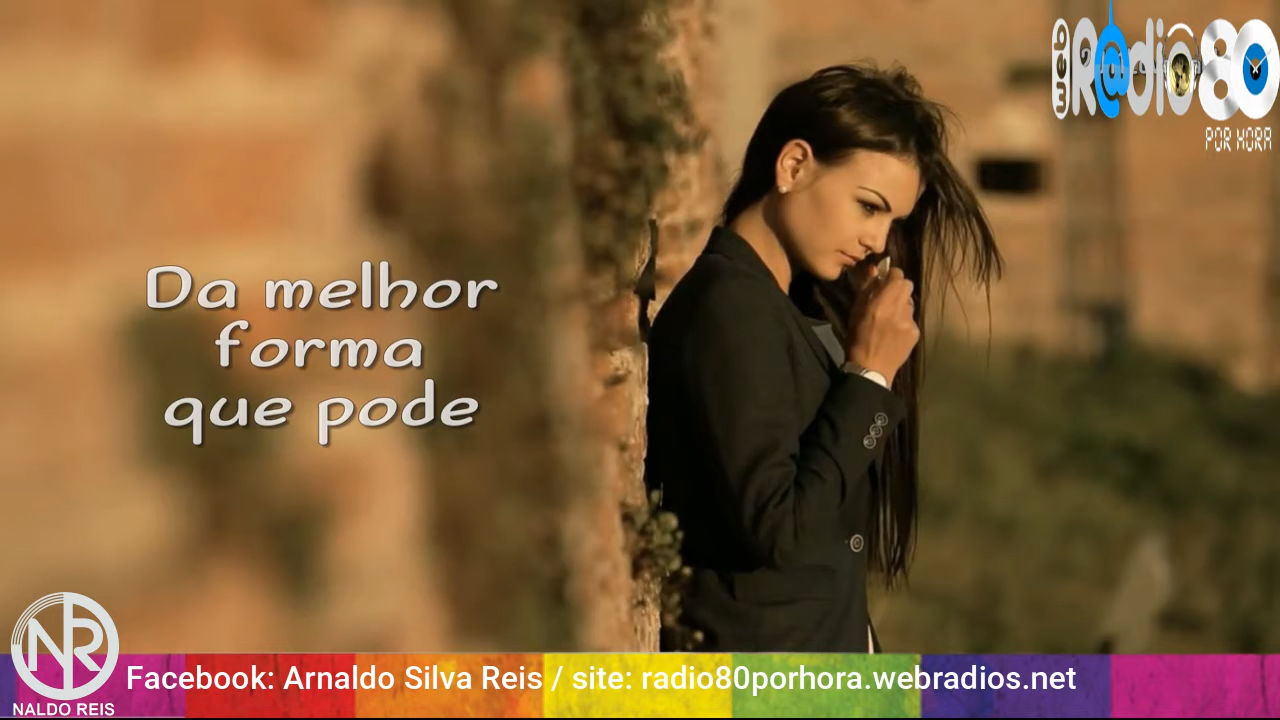 web
R@dio 80
POR HORA
Da melhor
forma
que pode
NR
NALDO REIS
Facebook: Arnaldo Silva Reis / site: radio80porhora.webradios.net